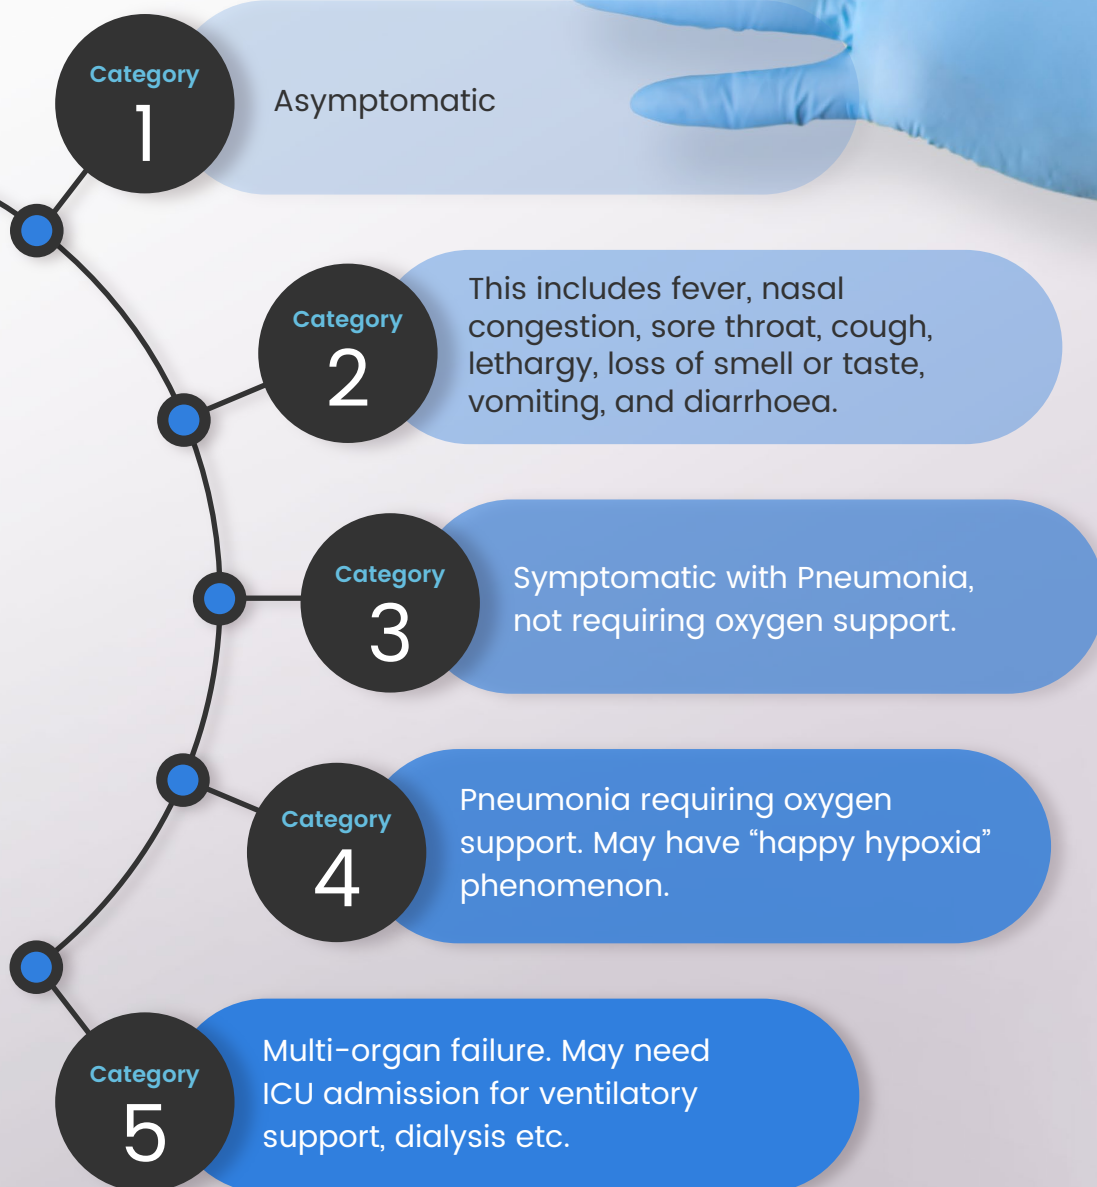 Category
1
Asymptomatic
Category
2
This includes fever, nasal
congestion, sore throat, cough,
lethargy, loss of smell or taste,
vomiting, and diarrhoea.
Category
3
Symptomatic with Pneumonia,
not requiring oxygen support.
Category
4
Pneumonia requiring oxygen
support. May have “happy hypoxia”
phenomenon.
Category
5
Multi-organ failure. May need
ICU admission for ventilatory
support, dialysis etc.